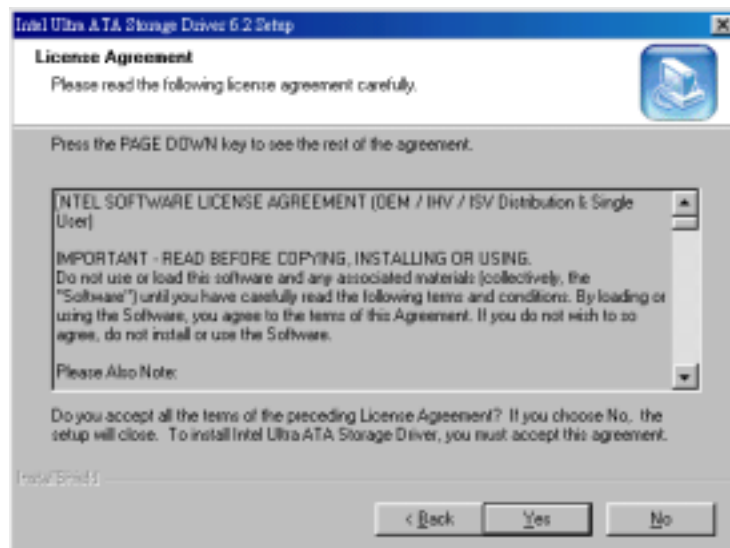 Intel Ultra ATA Storage Driver 6.2 Setup
License Agreement
Please read the following license agreement carefully.
Press the PAGE DOWN key to see the rest of the agreement.
INTEL SOFTWARE LICENSE AGREEMENT (OEM / IHV / ISV Distribution & Single
User)
IMPORTANT - READ BEFORE COPYING, INSTALLING OR USING.
Do not use or load this software and any associated materials (collectively, the
"Software") until you have carefully read the following terms and conditions. By loading or
using the Software, you agree to the terms of this Agreement. If you do not wish to so
agree, do not install or use the Software.
Please Also Note:
Do you accept all the terms of the preceding License Agreement? If you choose No, the
setup will close. To install Intel Ultra ATA Storage Driver, you must accept this agreement.
InstallShield
< Back
Yes
No